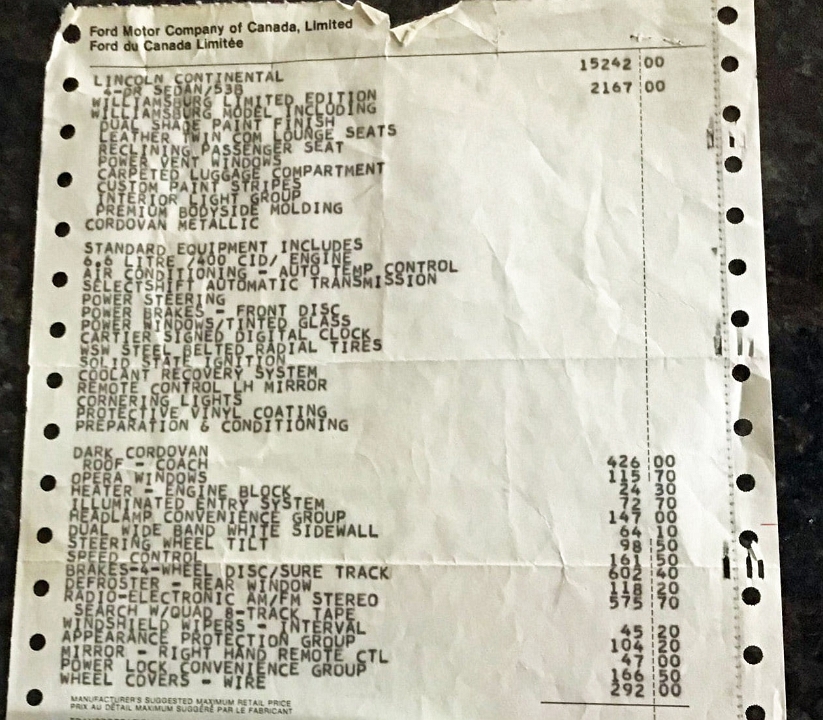 Ford Motor Company of Canada, Limited
Ford du Canada Limitée
LINCOLN CONTINENTAL 15242 00
4-DR SEDAN/53B
WILLIAMSBURG LIMITED EDITION 2167 00
WILLIAMSBURG MODEL INCLUDING
DUAL SHADE PAINT FINISH
LEATHER TWIN COM LOUNGE SEATS
RECLINING PASSENGER SEAT
POWER VENT WINDOWS
CARPETED LUGGAGE COMPARTMENT
CUSTOM PAINT STRIPES
INTERIOR LIGHT GROUP
PREMIUM BODYSIDE MOLDING
CORDOVAN METALLIC
STANDARD EQUIPMENT INCLUDES
6.6 LITRE /400 CID/ ENGINE
AIR CONDITIONING - AUTO TEMP CONTROL
SELECTSHIFT AUTOMATIC TRANSMISSION
POWER STEERING
POWER BRAKES - FRONT DISC
POWER WINDOWS/TINTED GLASS
CARTIER SIGNED DIGITAL CLOCK
WSW STEEL BELTED RADIAL TIRES
SOLID STATE IGNITION
COOLANT RECOVERY SYSTEM
REMOTE CONTROL LH MIRROR
CORNERING LIGHTS
PROTECTIVE VINYL COATING
PREPARATION & CONDITIONING
DARK CORDOVAN
ROOF - COACH 426 00
OPERA WINDOWS 115 70
HEATER - ENGINE BLOCK 24 30
ILLUMINATED ENTRY SYSTEM 72 70
HEADLAMP CONVENIENCE GROUP 147 00
DUAL WIDE BAND WHITE SIDEWALL 64 10
STEERING WHEEL TILT 98 50
SPEED CONTROL 161 50
BRAKES-4-WHEEL DISC/SURE TRACK 602 40
DEFROSTER - REAR WINDOW 118 20
RADIO-ELECTRONIC AM/FM STEREO 575 70
SEARCH W/QUAD 8-TRACK TAPE
WINDSHIELD WIPERS - INTERVAL 45 20
APPEARANCE PROTECTION GROUP 104 20
MIRROR - RIGHT HAND REMOTE CTL 47 00
POWER LOCK CONVENIENCE GROUP 166 50
WHEEL COVERS - WIRE 292 00
MANUFACTURER'S SUGGESTED MAXIMUM RETAIL PRICE
PRIX AU DÉTAIL MAXIMUM SUGGÉRÉ PAR LE FABRICANT